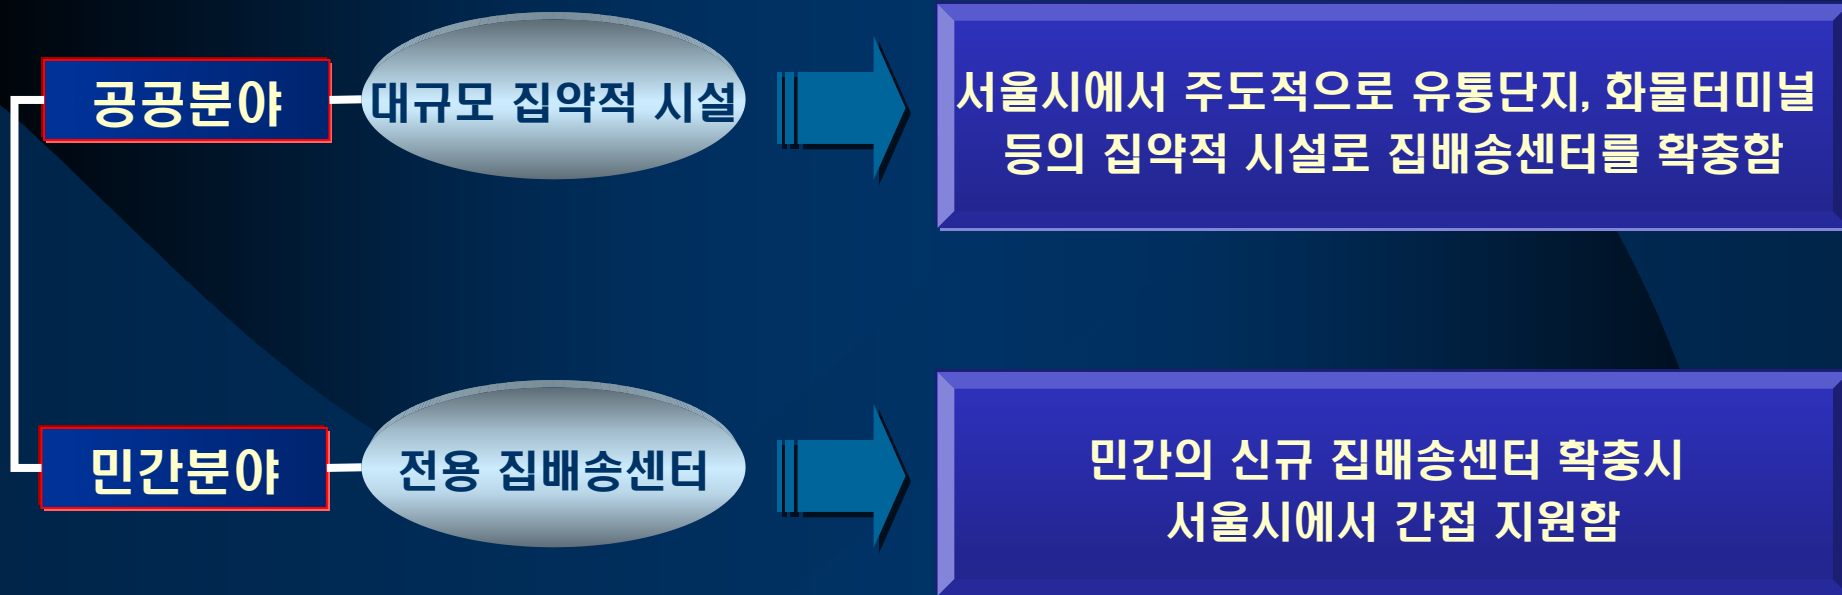 공공분야
대규모 집약적 시설
서울시에서 주도적으로 유통단지, 화물터미널
등의 집약적 시설로 집배송센터를 확충함
민간분야
전용 집배송센터
민간의 신규 집배송센터 확충시
서울시에서 간접 지원함